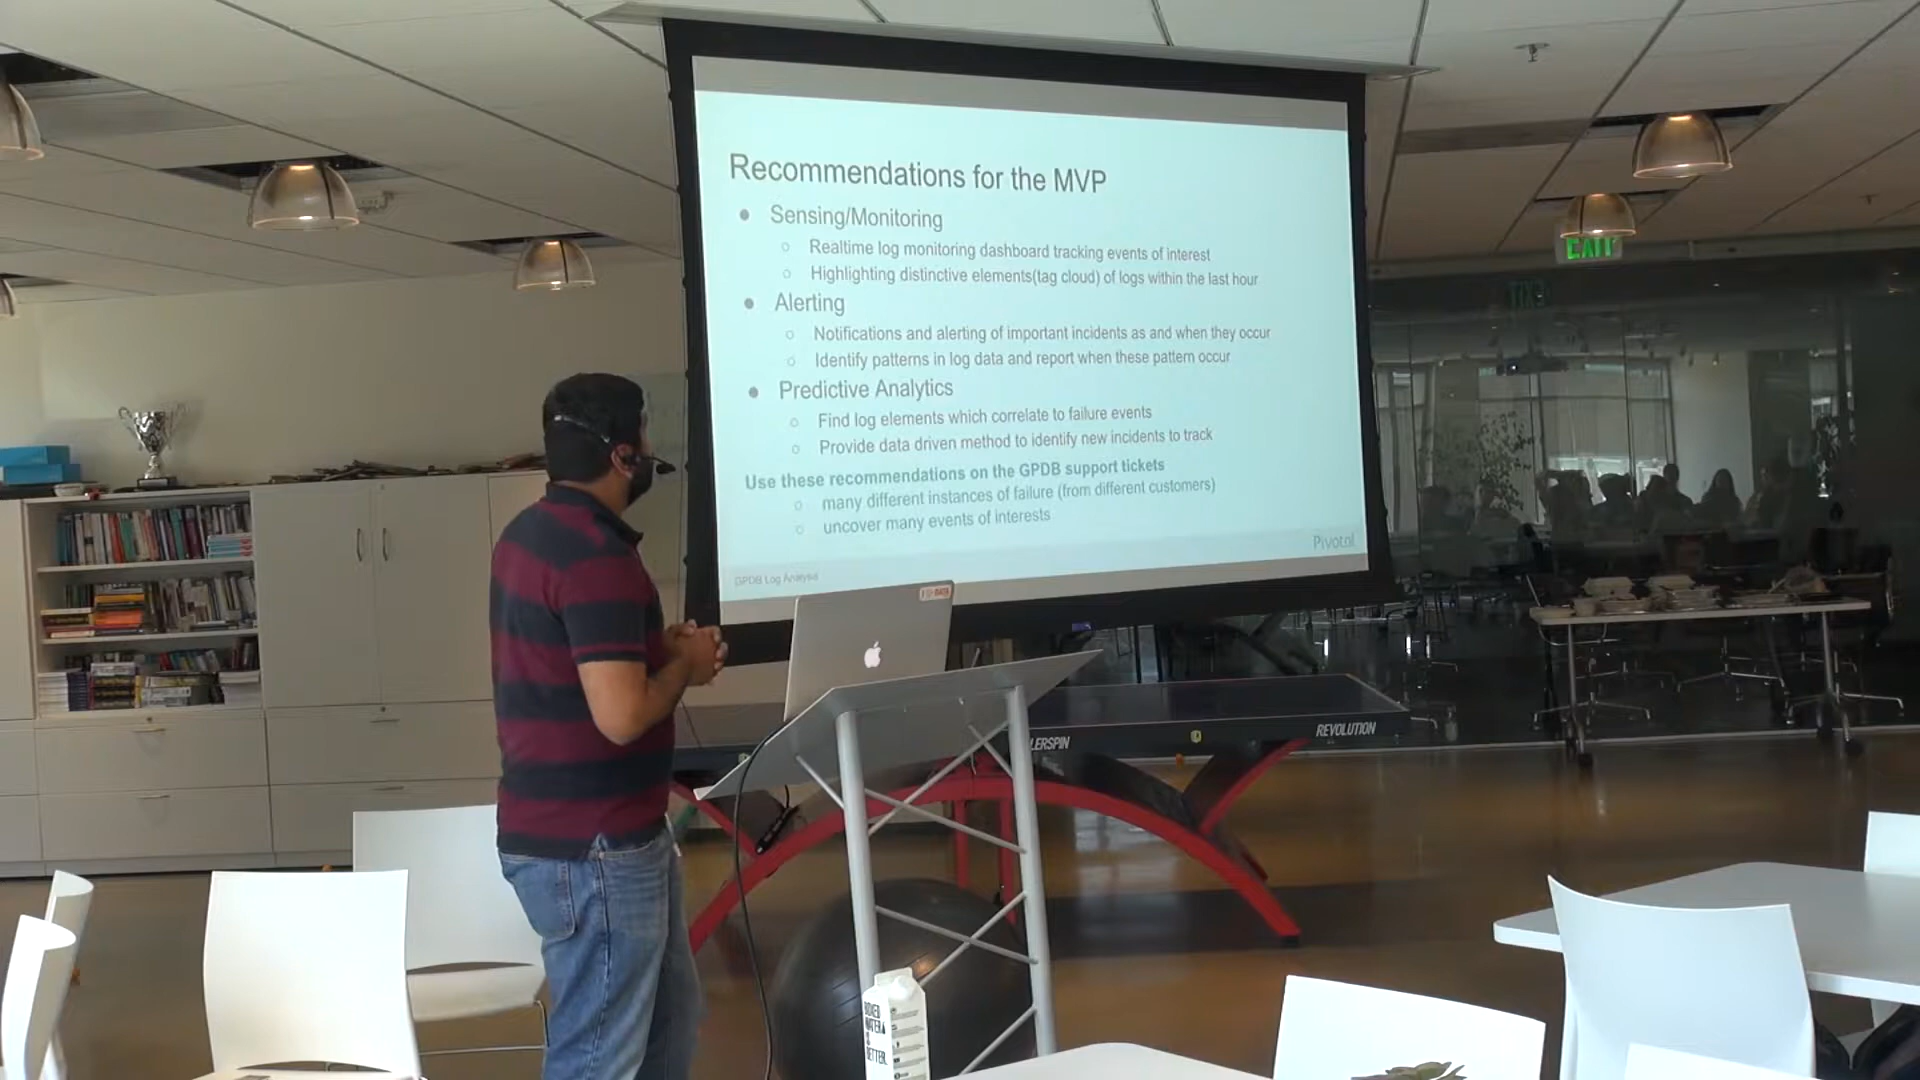 Recommendations for the MVP
Sensing/Monitoring
Realtime log monitoring dashboard tracking events of interest
Highlighting distinctive elements(tag cloud) of logs within the last hour
Alerting
Notifications and alerting of important incidents as and when they occur
Identify patterns in log data and report when these pattern occur
Predictive Analytics
Find log elements which correlate to failure events
Provide data driven method to identify new incidents to track
Use these recommendations on the GPDB support tickets
many different instances of failure (from different customers)
uncover many events of interests
Pivotal
GPDB Log Analysis
EXIT
LERSPIN
REVOLUTION
BOXED
WATER
IS
BETTER.